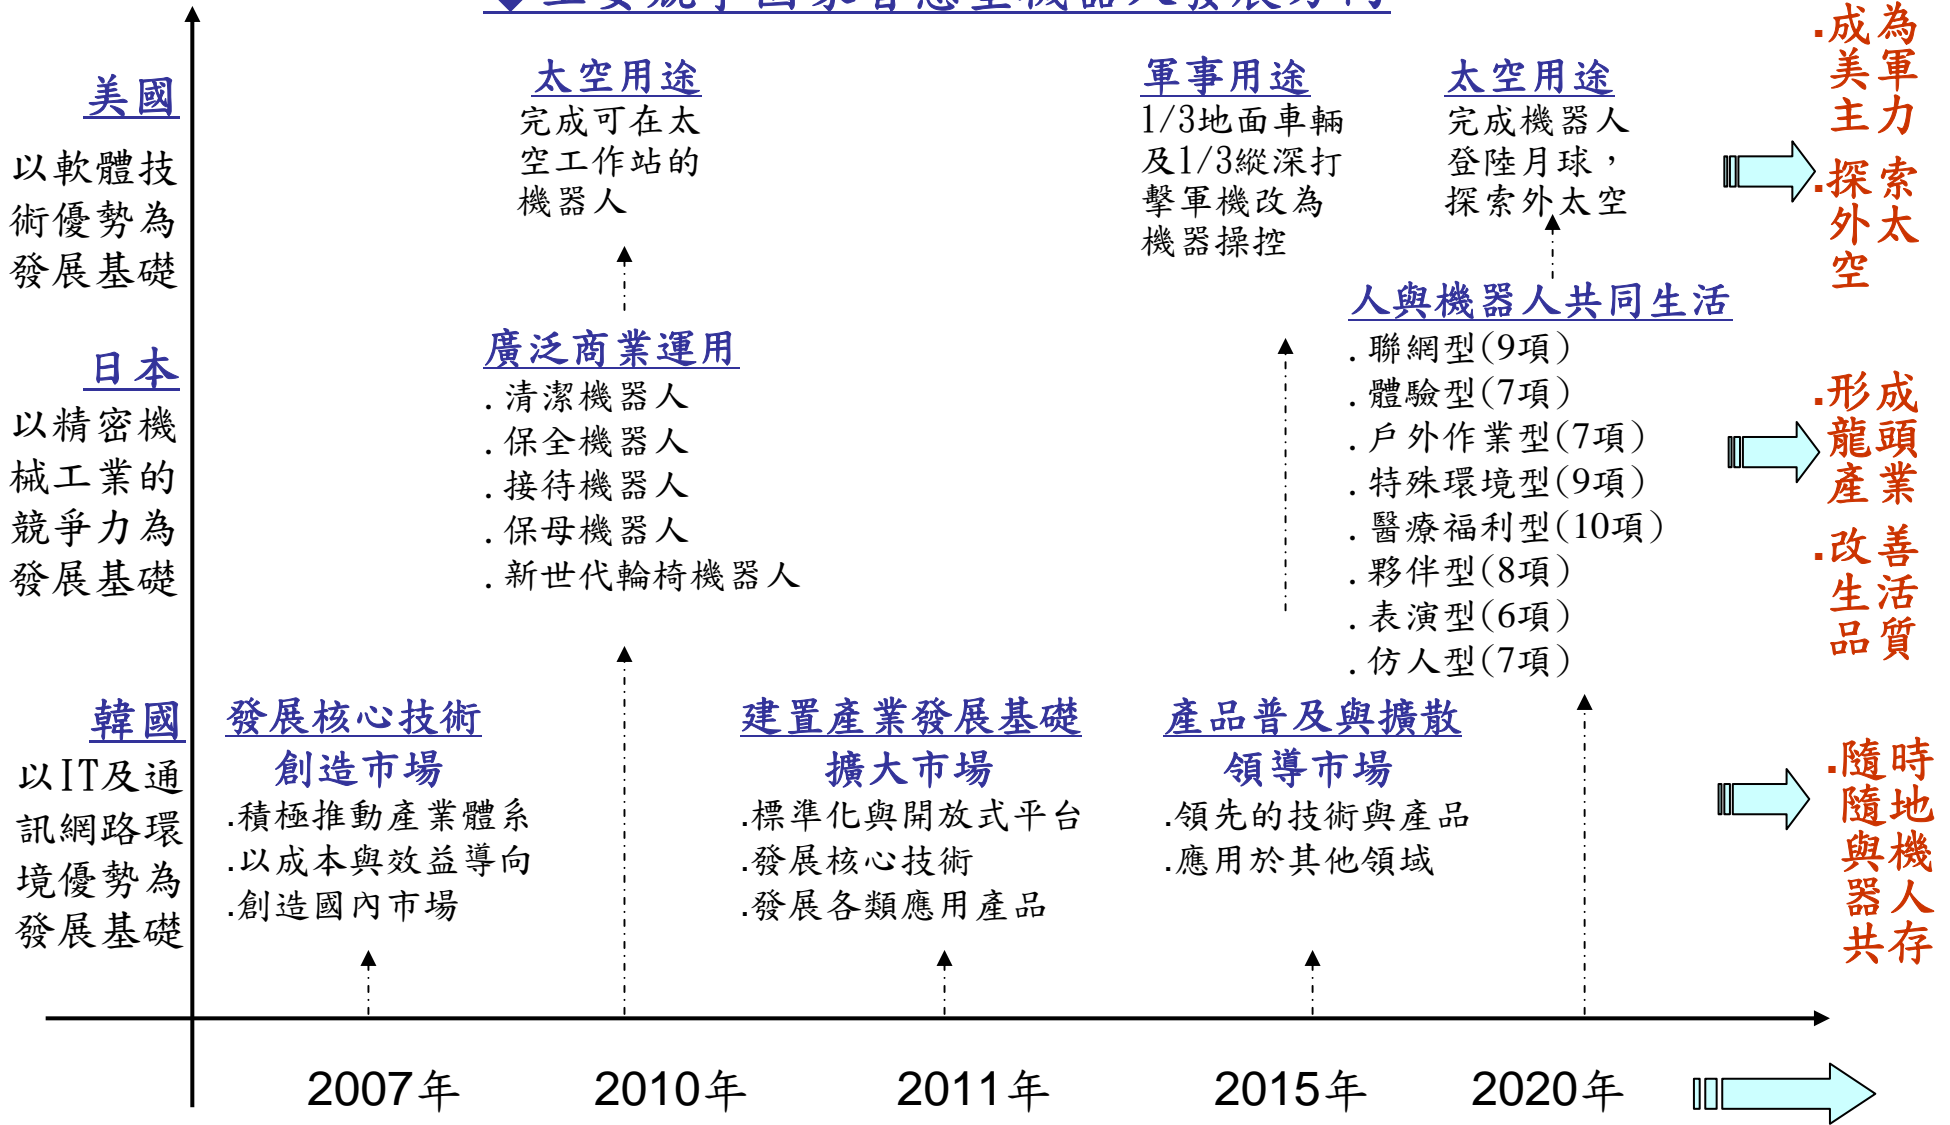 ◆主要競爭國家智慧型機器人發展方向
美國
以軟體技
術優勢為
發展基礎
太空用途
完成可在太
空工作站的
機器人
軍事用途
1/3地面車輛
及1/3縱深打
擊軍機改為
機器操控
太空用途
完成機器人
登陸月球，
探索外太空
.成為
美軍
主力
.探索
外太
空
日本
以精密機
械工業的
競爭力為
發展基礎
廣泛商業運用
.清潔機器人
.保全機器人
.接待機器人
.保母機器人
.新世代輪椅機器人
人與機器人共同生活
.聯網型(9項)
.體驗型(7項)
.戶外作業型(7項)
.特殊環境型(9項)
.醫療福利型(10項)
.夥伴型(8項)
.表演型(6項)
.仿人型(7項)
.形成
龍頭
產業
.改善
生活
品質
韓國
以IT及通
訊網路環
境優勢為
發展基礎
發展核心技術
創造市場
.積極推動產業體系
.以成本與效益導向
.創造國內市場
建置產業發展基礎
擴大市場
.標準化與開放式平台
.發展核心技術
.發展各類應用產品
產品普及與擴散
領導市場
.領先的技術與產品
.應用於其他領域
.隨時
隨地
與機
器人
共存
2007年
2010年
2011年
2015年
2020年